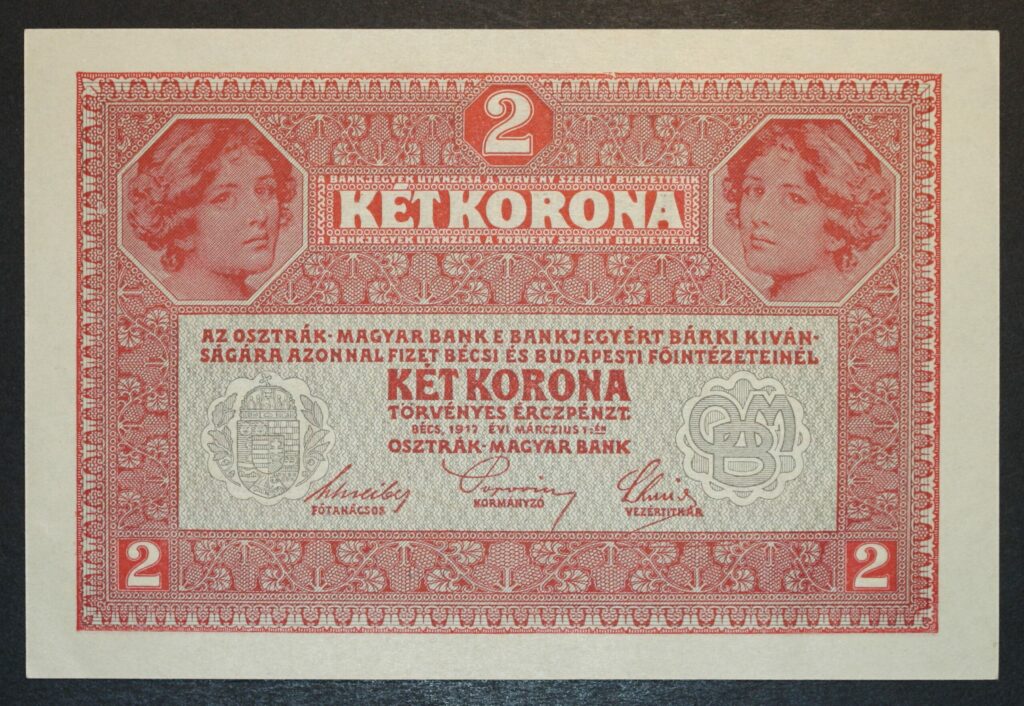 2
A BANKJEGYEK UTÁNZÁSA A TÖRVÉNY SZERINT BÜNTETTETIK
KÉT KORONA
A BANKJEGYEK UTÁNZÁSA A TÖRVÉNY SZERINT BÜNTETTETIK
AZ OSZTRÁK-MAGYAR BANK E BANKJEGYÉRT BÁRKI KIVÁN-
SÁGÁRA AZONNAL FIZET BÉCSI ÉS BUDAPESTI FŐINTÉZETEINÉL
KÉT KORONA
TÖRVÉNYES ÉRCZPÉNZT.
BÉCS, 1917 ÉVI MÁRCZIUS 1-ÉN
OSZTRÁK-MAGYAR BANK
FŐTANÁCSOS
KORMÁNYZÓ
VEZÉRTITKÁR
2
2